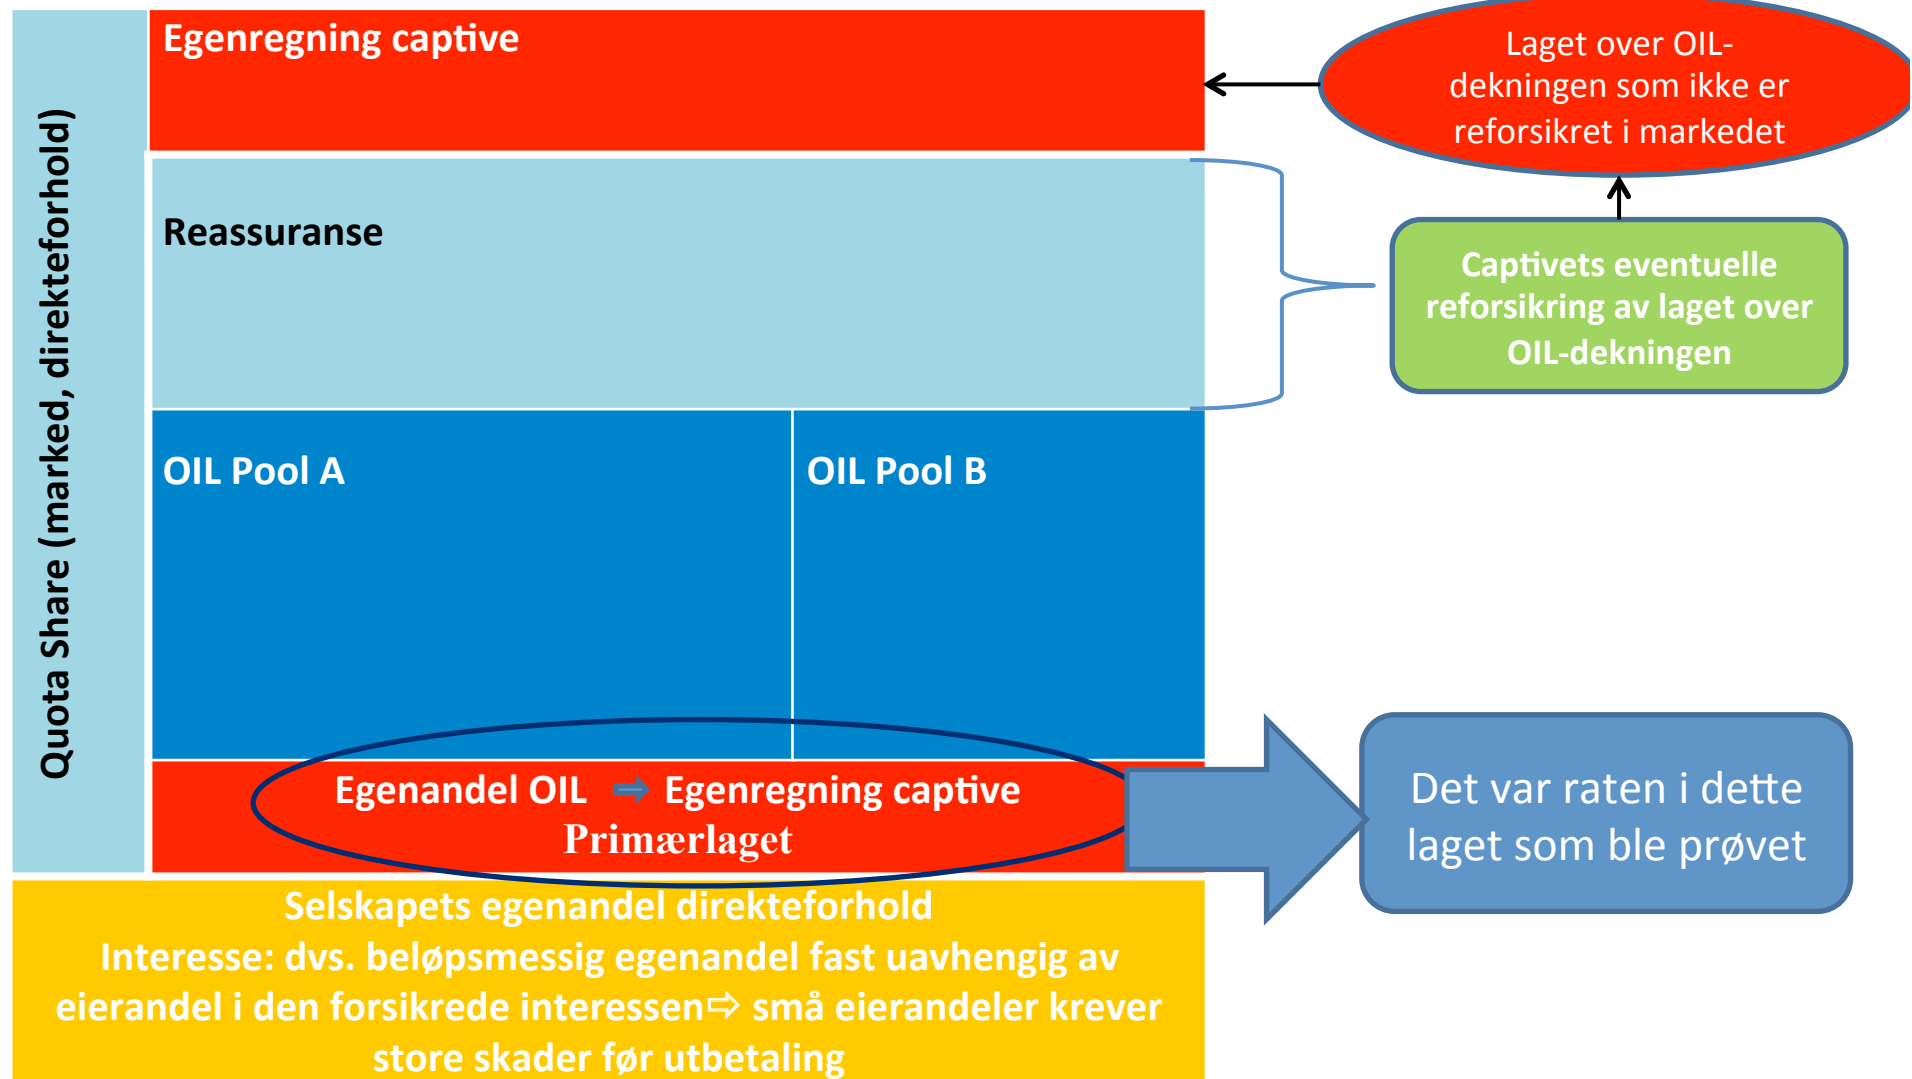 Quota Share (marked, direkteforhold)
Egenregning captive
Laget over OIL-
dekningen som ikke er
reforsikret i markedet
Reassuranse
Captivets eventuelle
reforsikring av laget over
OIL-dekningen
OIL Pool A
OIL Pool B
Egenandel OIL ⇨ Egenregning captive
Primærlaget
Det var raten i dette
laget som ble prøvet
Selskapets egenandel direkteforhold
Interesse: dvs. beløpsmessig egenandel fast uavhengig av
eierandel i den forsikrede interessen⇨ små eierandeler krever
store skader før utbetaling